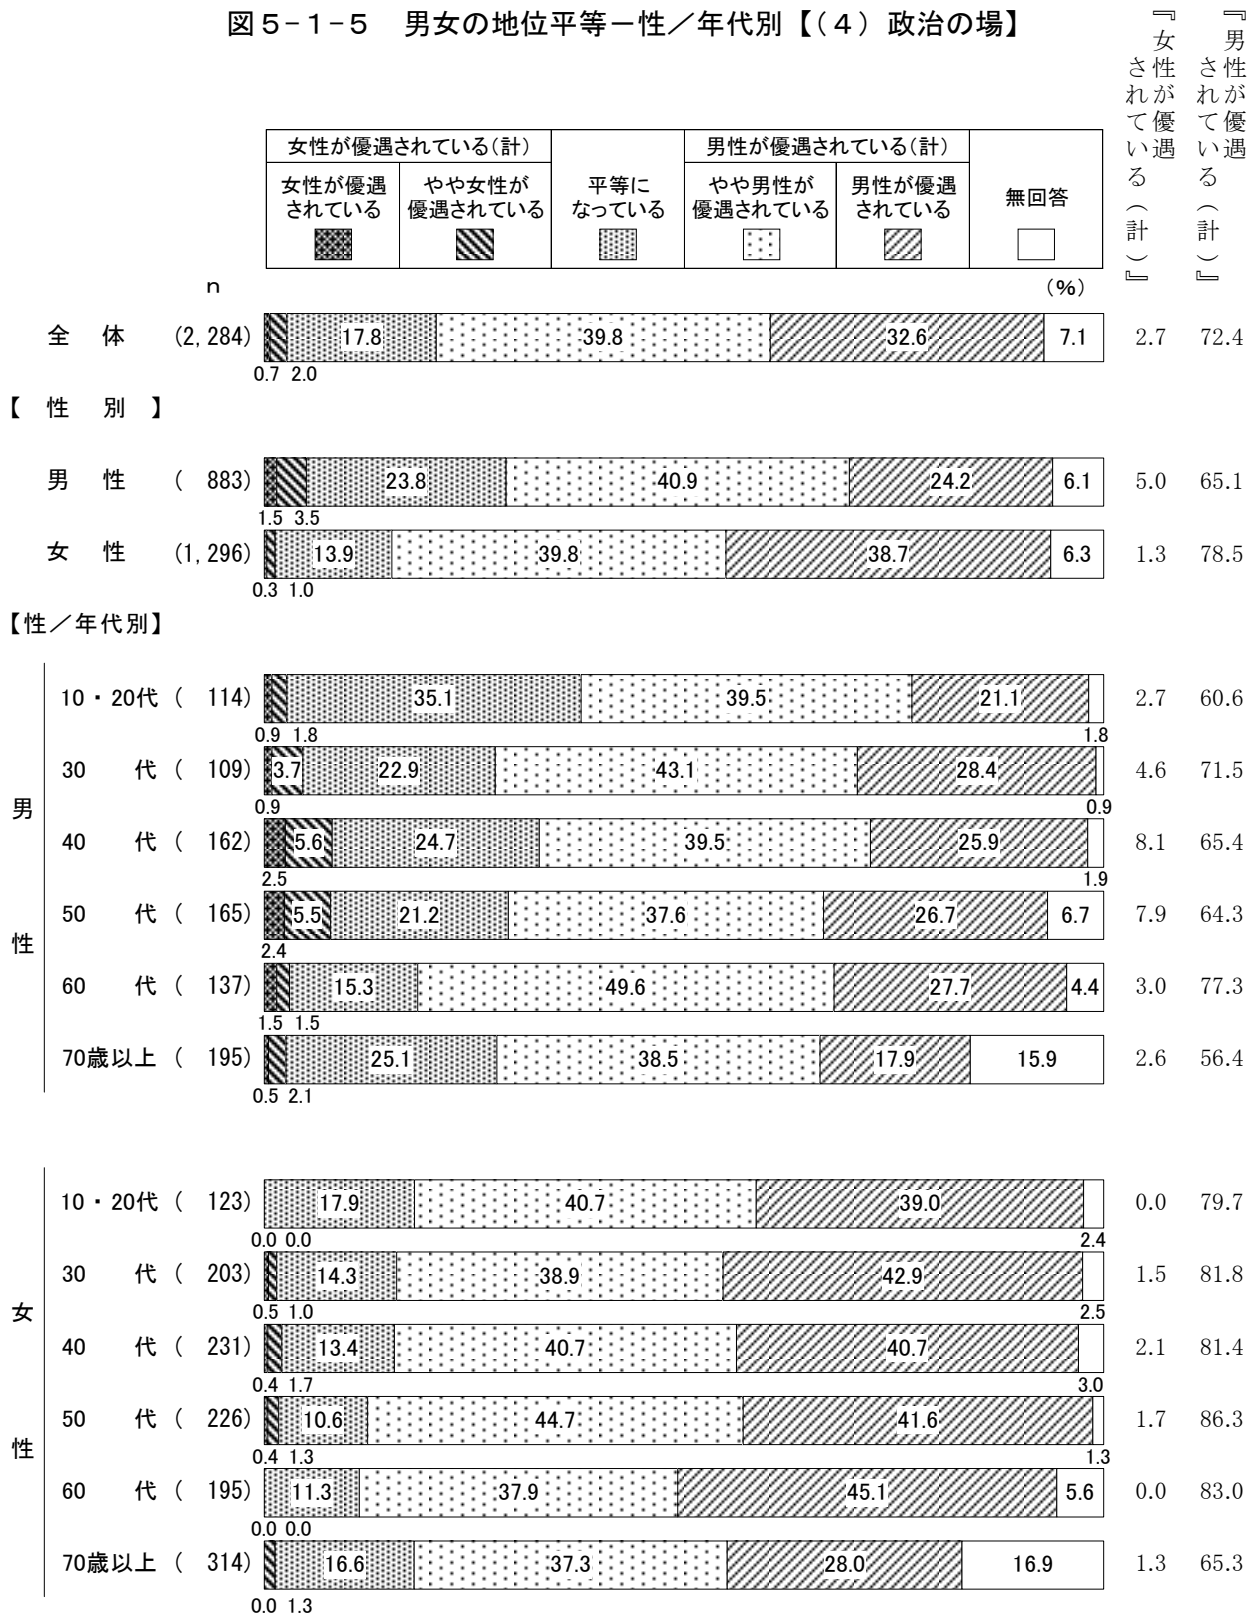 図5-1-5 男女の地位平等ー性／年代別【（4）政治の場】
『女性が優遇されている（計）』
『男性が優遇されている（計）』
女性が優遇されている（計）
男性が優遇されている（計）
女性が優遇されている
やや女性が優遇されている
平等になっている
やや男性が優遇されている
男性が優遇されている
無回答
n （％）
全体 (2,284) 17.8 39.8 32.6 7.1 2.7 72.4
0.7 2.0
【性別】
男性 ( 883) 23.8 40.9 24.2 6.1 5.0 65.1
1.5 3.5
女性 (1,296) 13.9 39.8 38.7 6.3 1.3 78.5
0.3 1.0
【性／年代別】
男性
10・20代 ( 114) 35.1 39.5 21.1 2.7 60.6
0.9 1.8 1.8
30代 ( 109) 3.7 22.9 43.1 28.4 4.6 71.5
0.9 0.9
40代 ( 162) 5.6 24.7 39.5 25.9 8.1 65.4
2.5 1.9
50代 ( 165) 5.5 21.2 37.6 26.7 6.7 7.9 64.3
2.4
60代 ( 137) 15.3 49.6 27.7 4.4 3.0 77.3
1.5 1.5
70歳以上 ( 195) 25.1 38.5 17.9 15.9 2.6 56.4
0.5 2.1
女性
10・20代 ( 123) 17.9 40.7 39.0 0.0 79.7
0.0 0.0 2.4
30代 ( 203) 14.3 38.9 42.9 1.5 81.8
0.5 1.0 2.5
40代 ( 231) 13.4 40.7 40.7 2.1 81.4
0.4 1.7 3.0
50代 ( 226) 10.6 44.7 41.6 1.7 86.3
0.4 1.3 1.3
60代 ( 195) 11.3 37.9 45.1 5.6 0.0 83.0
0.0 0.0
70歳以上 ( 314) 16.6 37.3 28.0 16.9 1.3 65.3
0.0 1.3